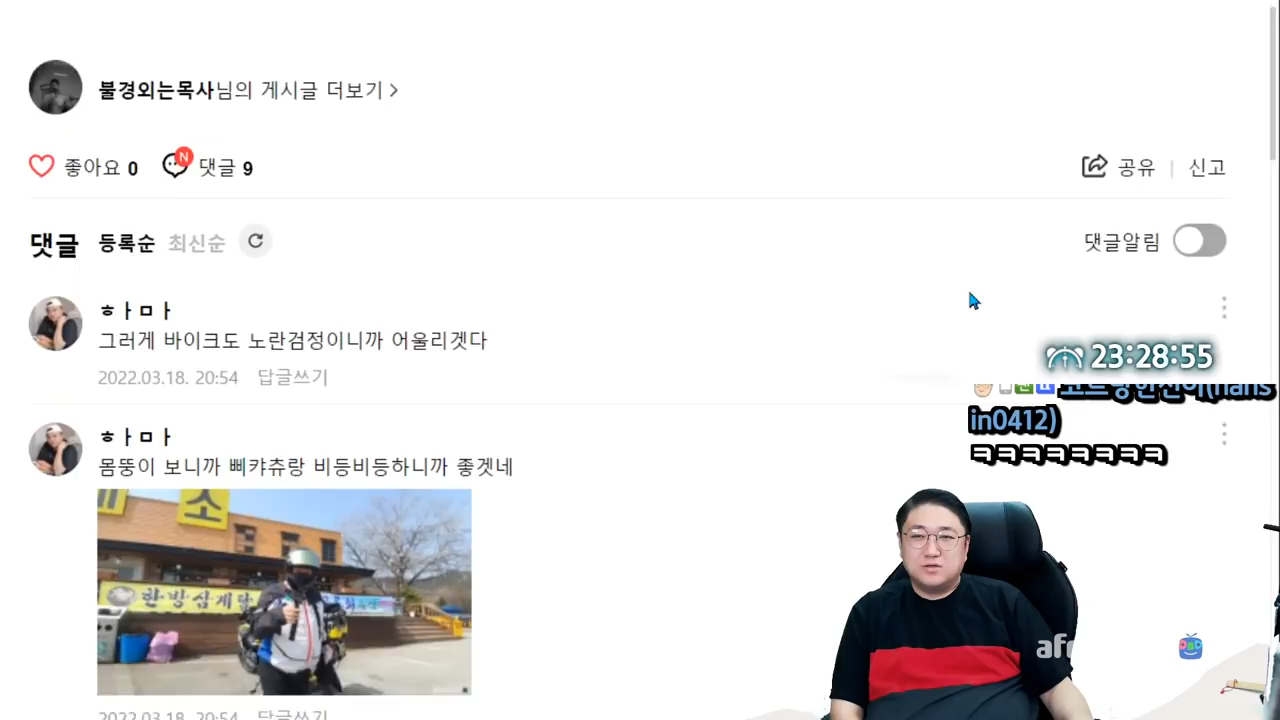 불경외는목사님의 게시글 더보기 >
좋아요 0
N
댓글 9
공유 | 신고
댓글 등록순 최신순
댓글알림
ㅎㅏㅁㅏ
그러게 바이크도 노란검정이니까 어울리겟다
2022.03.18. 20:54 답글쓰기
23:28:55
in0412)
ㅋㅋㅋㅋㅋㅋㅋㅋ
ㅎㅏㅁㅏ
몸뚱이 보니까 삐캬츄랑 비등비등하니까 좋겟네
소
한방삼계탕
2022.03.18. 20:54 답글쓰기